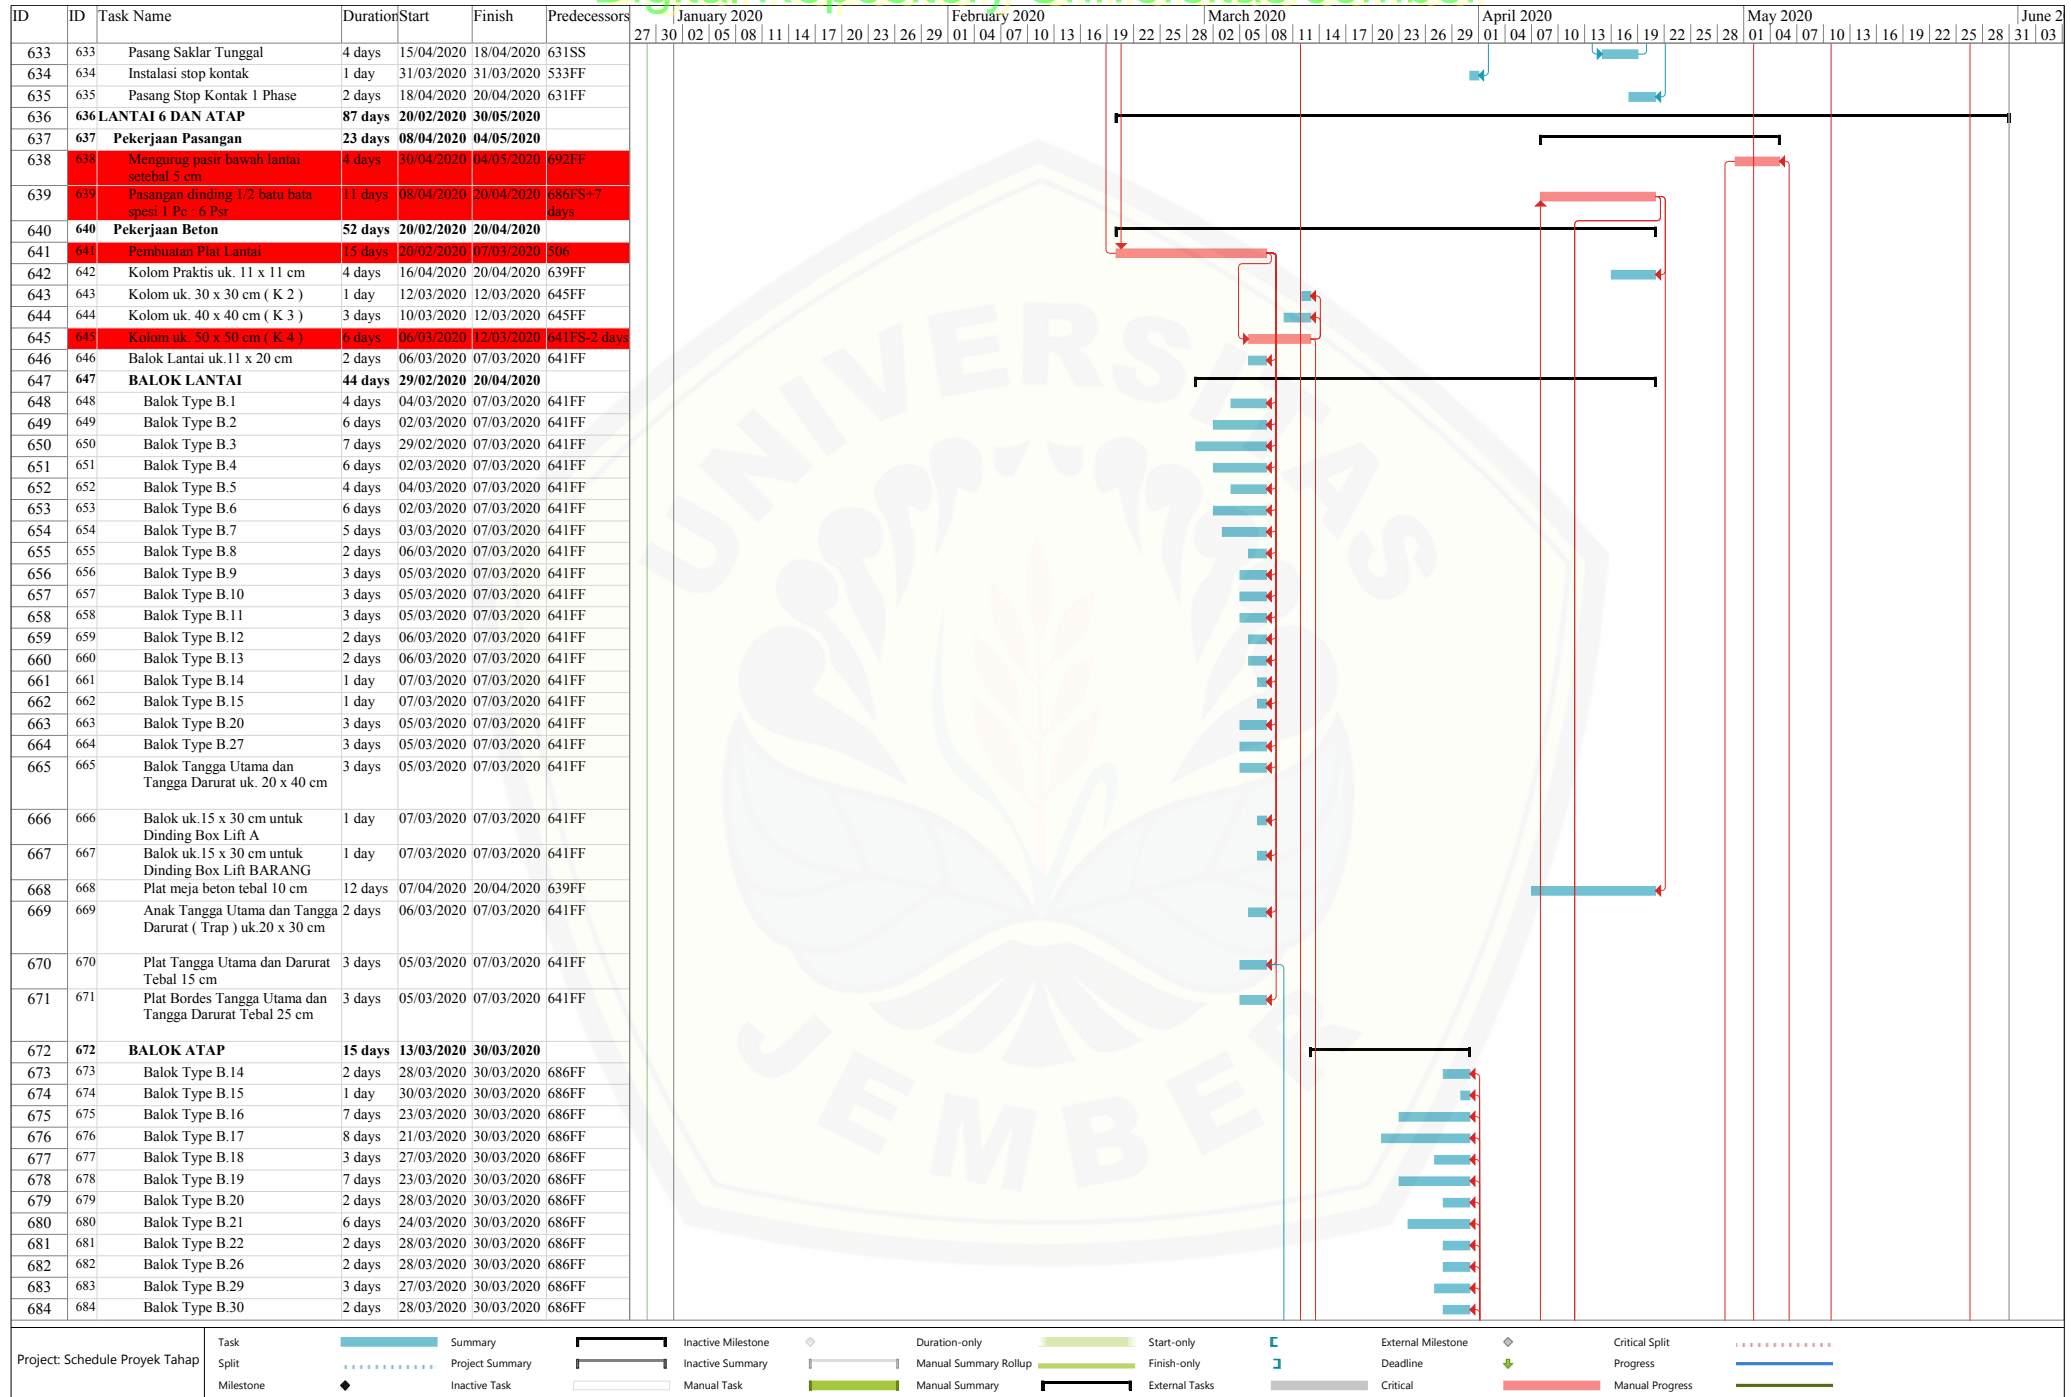 Digital Repository Universitas Jember
ID ID Task Name Duration Start Finish Predecessors
January 2020 February 2020 March 2020 April 2020 May 2020 June 2
27 30 02 05 08 11 14 17 20 23 26 29 01 04 07 10 13 16 19 22 25 28 02 05 08 11 14 17 20 23 26 29 01 04 07 10 13 16 19 22 25 28 01 04 07 10 13 16 19 22 25 28 31 03
633 633 Pasang Saklar Tunggal 4 days 15/04/2020 18/04/2020 631SS
634 634 Instalasi stop kontak 1 day 31/03/2020 31/03/2020 533FF
635 635 Pasang Stop Kontak 1 Phase 2 days 18/04/2020 20/04/2020 631FF
636 636 LANTAI 6 DAN ATAP 87 days 20/02/2020 30/05/2020
637 637 Pekerjaan Pasangan 23 days 08/04/2020 04/05/2020
638 638 Mengurug pasir bawah lantai 4 days 30/04/2020 04/05/2020 692FF
setebal 5 cm
639 639 Pasangan dinding 1/2 batu bata 11 days 08/04/2020 20/04/2020 686FS+7
spesi 1 Pc : 6 Psr days
640 640 Pekerjaan Beton 52 days 20/02/2020 20/04/2020
641 641 Pembuatan Plat Lantai 15 days 20/02/2020 07/03/2020 506
642 642 Kolom Praktis uk. 11 x 11 cm 4 days 16/04/2020 20/04/2020 639FF
643 643 Kolom uk. 30 x 30 cm ( K 2 ) 1 day 12/03/2020 12/03/2020 645FF
644 644 Kolom uk. 40 x 40 cm ( K 3 ) 3 days 10/03/2020 12/03/2020 645FF
645 645 Kolom uk. 50 x 50 cm ( K 4 ) 6 days 06/03/2020 12/03/2020 641FS-2 days
646 646 Balok Lantai uk.11 x 20 cm 2 days 06/03/2020 07/03/2020 641FF
647 647 BALOK LANTAI 44 days 29/02/2020 20/04/2020
648 648 Balok Type B.1 4 days 04/03/2020 07/03/2020 641FF
649 649 Balok Type B.2 6 days 02/03/2020 07/03/2020 641FF
650 650 Balok Type B.3 7 days 29/02/2020 07/03/2020 641FF
651 651 Balok Type B.4 6 days 02/03/2020 07/03/2020 641FF
652 652 Balok Type B.5 4 days 04/03/2020 07/03/2020 641FF
653 653 Balok Type B.6 6 days 02/03/2020 07/03/2020 641FF
654 654 Balok Type B.7 5 days 03/03/2020 07/03/2020 641FF
655 655 Balok Type B.8 2 days 06/03/2020 07/03/2020 641FF
656 656 Balok Type B.9 3 days 05/03/2020 07/03/2020 641FF
657 657 Balok Type B.10 3 days 05/03/2020 07/03/2020 641FF
658 658 Balok Type B.11 3 days 05/03/2020 07/03/2020 641FF
659 659 Balok Type B.12 2 days 06/03/2020 07/03/2020 641FF
660 660 Balok Type B.13 2 days 06/03/2020 07/03/2020 641FF
661 661 Balok Type B.14 1 day 07/03/2020 07/03/2020 641FF
662 662 Balok Type B.15 1 day 07/03/2020 07/03/2020 641FF
663 663 Balok Type B.20 3 days 05/03/2020 07/03/2020 641FF
664 664 Balok Type B.27 3 days 05/03/2020 07/03/2020 641FF
665 665 Balok Tangga Utama dan 3 days 05/03/2020 07/03/2020 641FF
Tangga Darurat uk. 20 x 40 cm
666 666 Balok uk.15 x 30 cm untuk 1 day 07/03/2020 07/03/2020 641FF
Dinding Box Lift A
667 667 Balok uk.15 x 30 cm untuk 1 day 07/03/2020 07/03/2020 641FF
Dinding Box Lift BARANG
668 668 Plat meja beton tebal 10 cm 12 days 07/04/2020 20/04/2020 639FF
669 669 Anak Tangga Utama dan Tangga 2 days 06/03/2020 07/03/2020 641FF
Darurat ( Trap ) uk.20 x 30 cm
670 670 Plat Tangga Utama dan Darurat 3 days 05/03/2020 07/03/2020 641FF
Tebal 15 cm
671 671 Plat Bordes Tangga Utama dan 3 days 05/03/2020 07/03/2020 641FF
Tangga Darurat Tebal 25 cm
672 672 BALOK ATAP 15 days 13/03/2020 30/03/2020
673 673 Balok Type B.14 2 days 28/03/2020 30/03/2020 686FF
674 674 Balok Type B.15 1 day 30/03/2020 30/03/2020 686FF
675 675 Balok Type B.16 7 days 23/03/2020 30/03/2020 686FF
676 676 Balok Type B.17 8 days 21/03/2020 30/03/2020 686FF
677 677 Balok Type B.18 3 days 27/03/2020 30/03/2020 686FF
678 678 Balok Type B.19 7 days 23/03/2020 30/03/2020 686FF
679 679 Balok Type B.20 2 days 28/03/2020 30/03/2020 686FF
680 680 Balok Type B.21 6 days 24/03/2020 30/03/2020 686FF
681 681 Balok Type B.22 2 days 28/03/2020 30/03/2020 686FF
682 682 Balok Type B.26 2 days 28/03/2020 30/03/2020 686FF
683 683 Balok Type B.29 3 days 27/03/2020 30/03/2020 686FF
684 684 Balok Type B.30 2 days 28/03/2020 30/03/2020 686FF
UNIVERSITAS
JEMBER
Project: Schedule Proyek Tahap
Task Summary Inactive Milestone Duration-only Start-only External Milestone Critical Split
Split Project Summary Inactive Summary Manual Summary Rollup Finish-only Deadline Progress
Milestone Inactive Task Manual Task Manual Summary External Tasks Critical Manual Progress